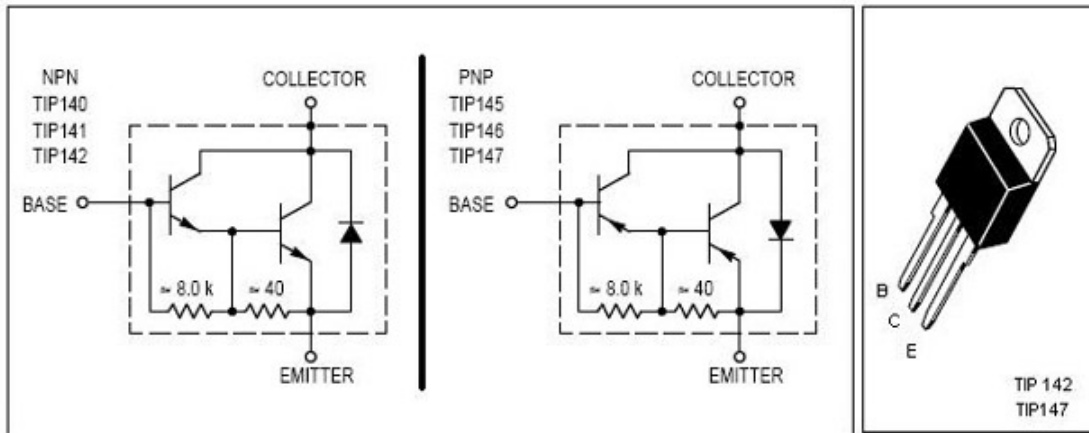 NPN
TIP140
TIP141
TIP142
COLLECTOR
BASE
≈ 8.0 k
≈ 40
EMITTER
PNP
TIP145
TIP146
TIP147
COLLECTOR
BASE
≈ 8.0 k
≈ 40
EMITTER
B
C
E
TIP 142
TIP147